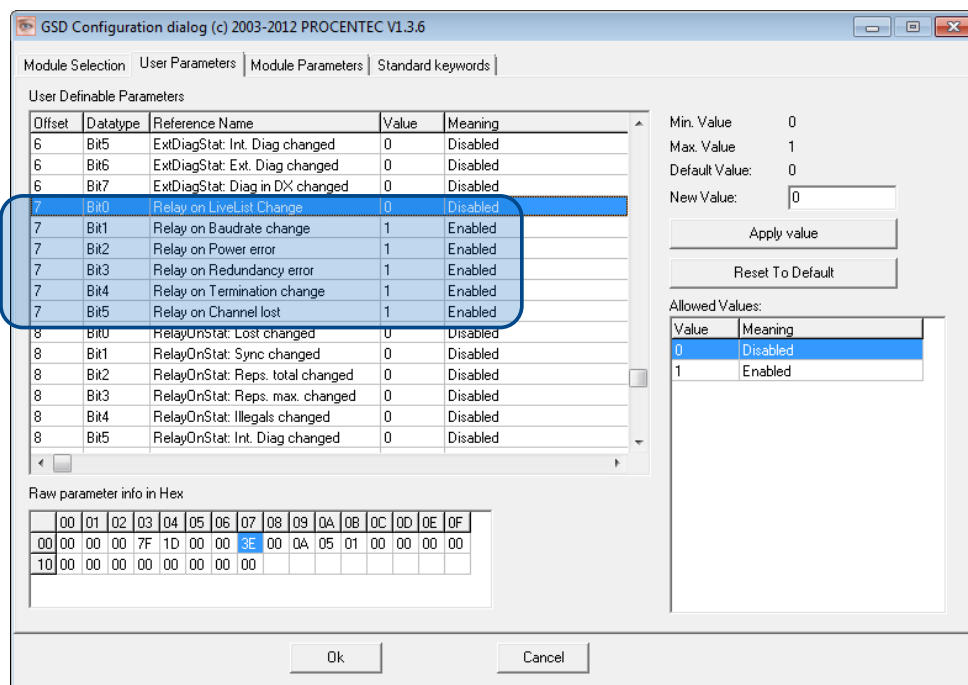 GSD Configuration dialog (c) 2003-2012 PROCENTEC V1.3.6
Module Selection User Parameters Module Parameters Standard keywords
User Definable Parameters
Offset Datatype Reference Name Value Meaning
6 Bit5 ExtDiagStat: Int. Diag changed 0 Disabled
6 Bit6 ExtDiagStat: Ext. Diag changed 0 Disabled
6 Bit7 ExtDiagStat: Diag in DX changed 0 Disabled
7 Bit0 Relay on LiveList Change 0 Disabled
7 Bit1 Relay on Baudrate change 1 Enabled
7 Bit2 Relay on Power error 1 Enabled
7 Bit3 Relay on Redundancy error 1 Enabled
7 Bit4 Relay on Termination change 1 Enabled
7 Bit5 Relay on Channel lost 1 Enabled
8 Bit0 RelayOnStat: Lost changed 0 Disabled
8 Bit1 RelayOnStat: Sync changed 0 Disabled
8 Bit2 RelayOnStat: Reps. total changed 0 Disabled
8 Bit3 RelayOnStat: Reps. max. changed 0 Disabled
8 Bit4 RelayOnStat: Illegals changed 0 Disabled
8 Bit5 RelayOnStat: Int. Diag changed 0 Disabled
Min. Value 0
Max. Value 1
Default Value: 0
New Value: 0
Apply value
Reset To Default
Allowed Values:
Value Meaning
0 Disabled
1 Enabled
Raw parameter info in Hex
00 01 02 03 04 05 06 07 08 09 0A 0B 0C 0D 0E 0F
00 00 00 00 7F 1D 00 00 3E 00 0A 05 01 00 00 00 00
10 00 00 00 00 00 00 00 00
Ok Cancel